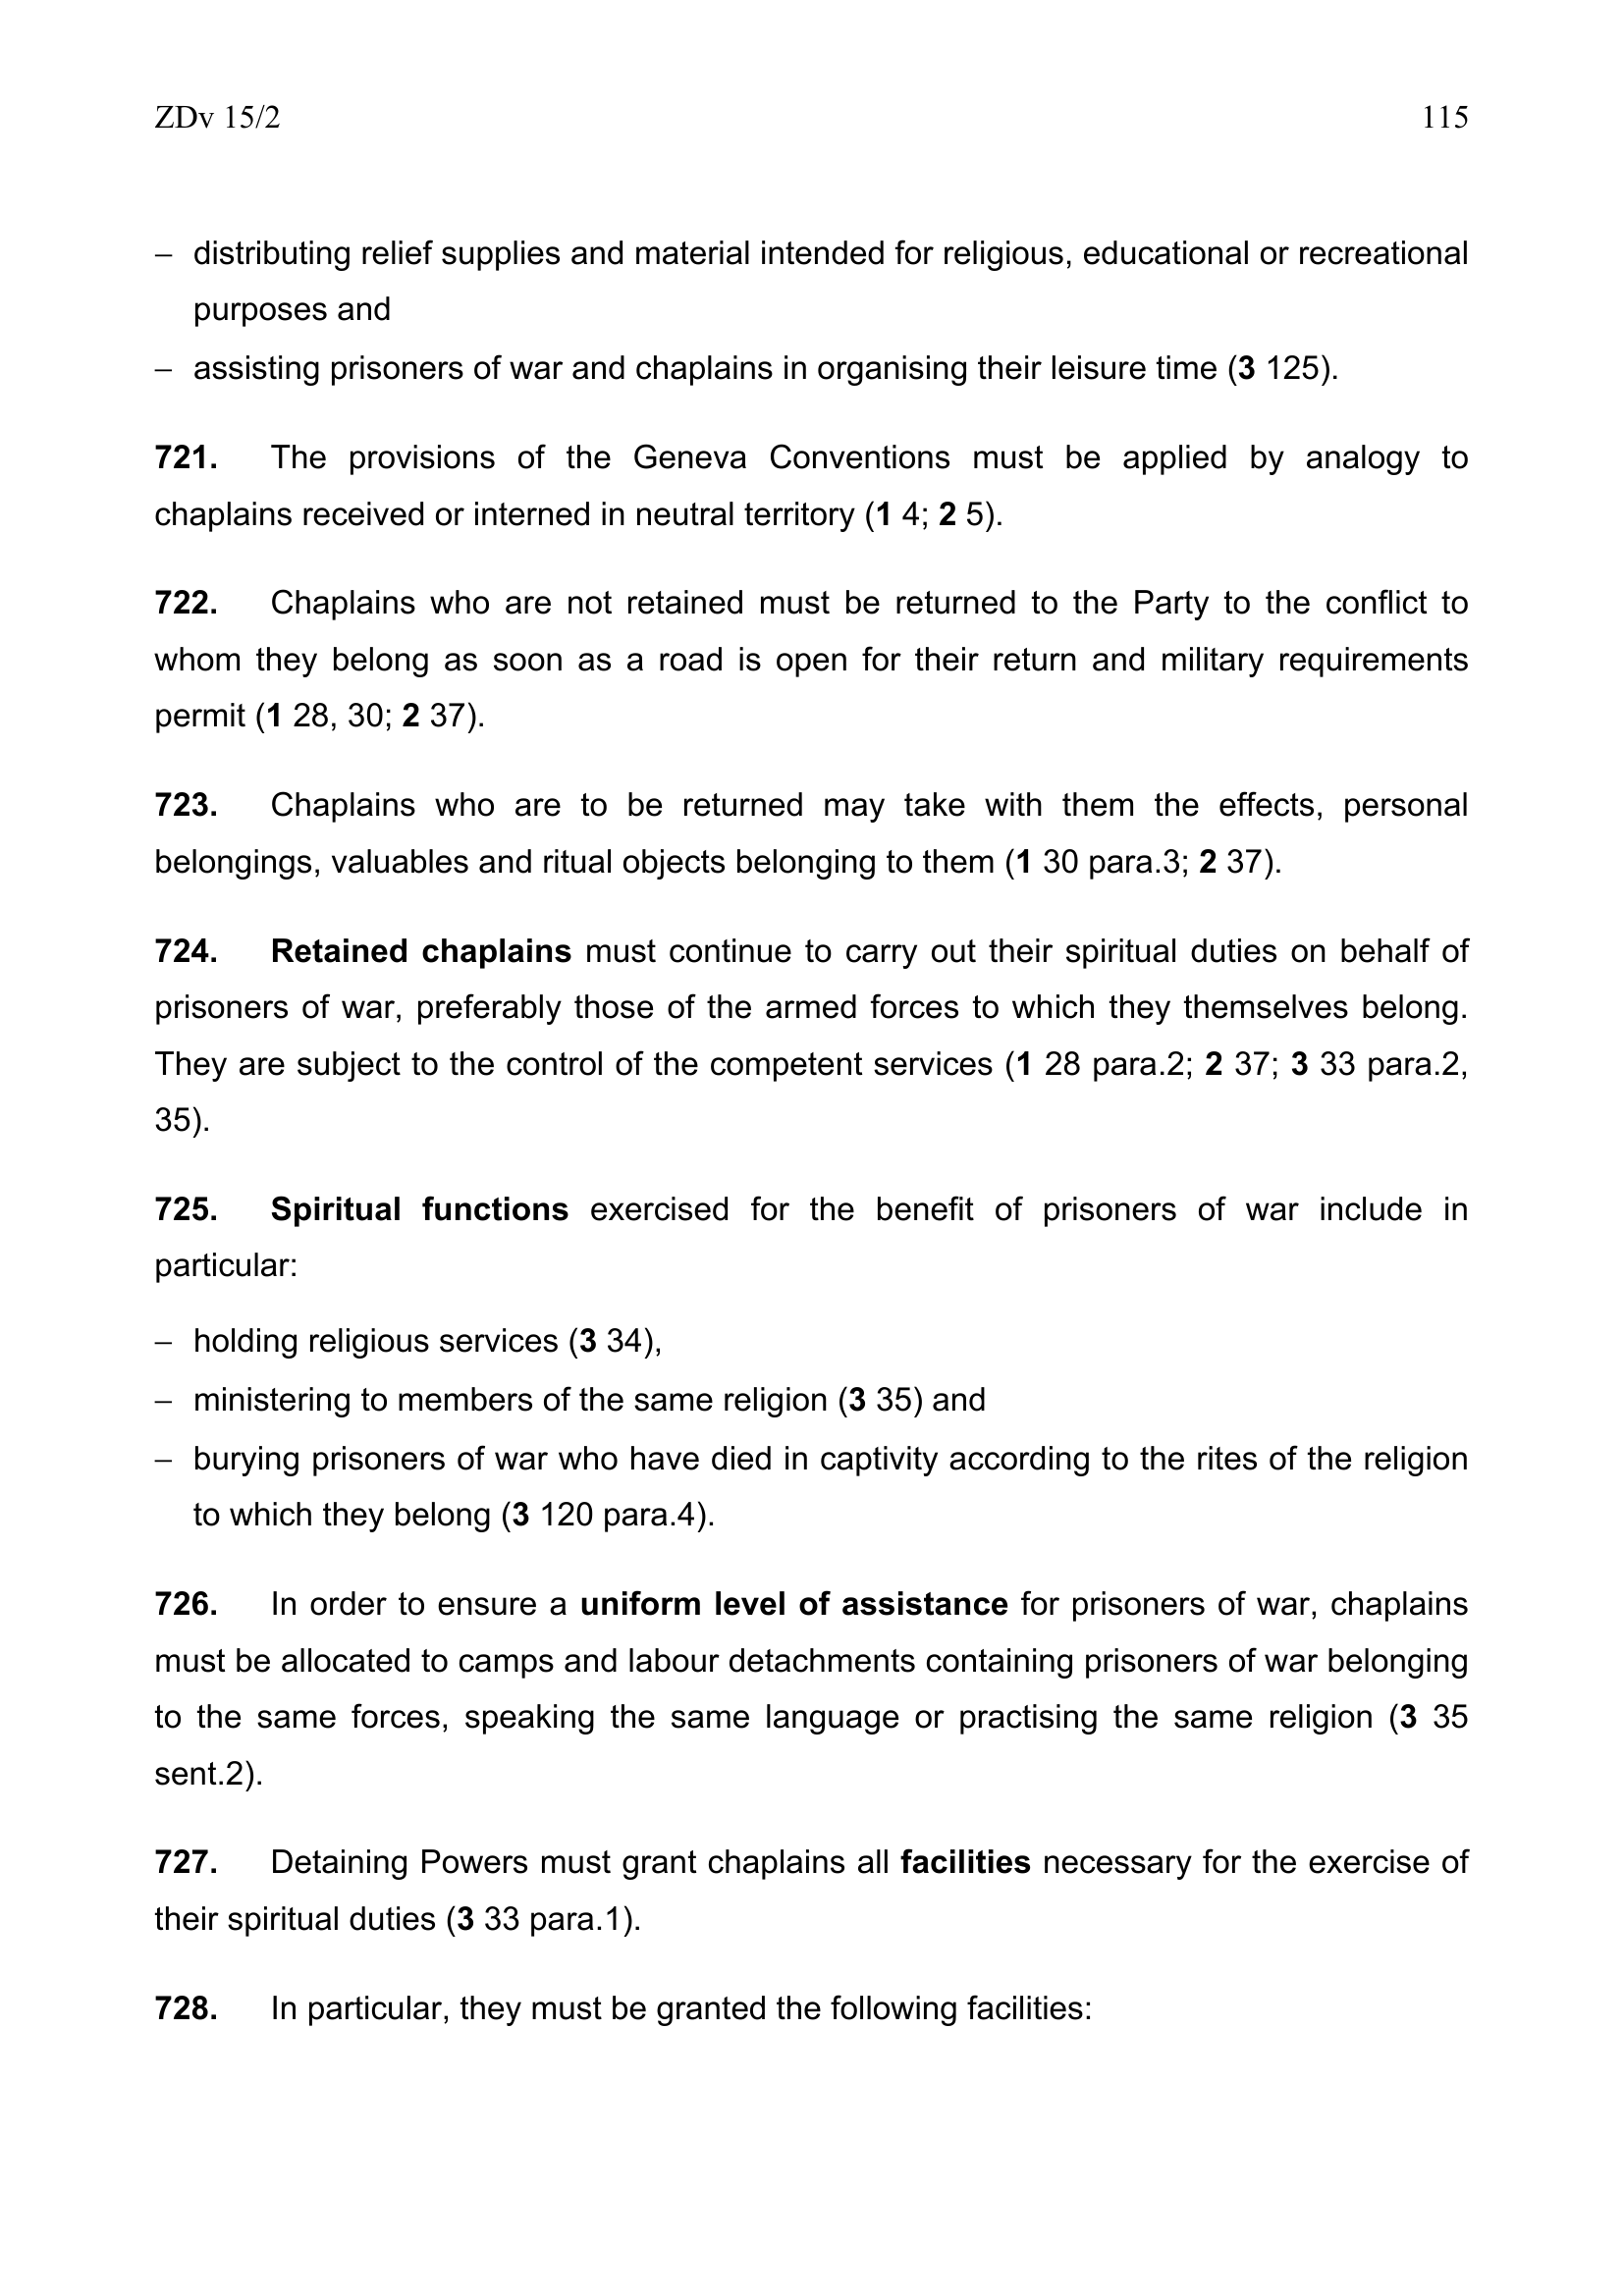 ZDv 15/2 115
– distributing relief supplies and material intended for religious, educational or recreational
purposes and
– assisting prisoners of war and chaplains in organising their leisure time (3 125).
721. The provisions of the Geneva Conventions must be applied by analogy to
chaplains received or interned in neutral territory (1 4; 2 5).
722. Chaplains who are not retained must be returned to the Party to the conflict to
whom they belong as soon as a road is open for their return and military requirements
permit (1 28, 30; 2 37).
723. Chaplains who are to be returned may take with them the effects, personal
belongings, valuables and ritual objects belonging to them (1 30 para.3; 2 37).
724. Retained chaplains must continue to carry out their spiritual duties on behalf of
prisoners of war, preferably those of the armed forces to which they themselves belong.
They are subject to the control of the competent services (1 28 para.2; 2 37; 3 33 para.2,
35).
725. Spiritual functions exercised for the benefit of prisoners of war include in
particular:
– holding religious services (3 34),
– ministering to members of the same religion (3 35) and
– burying prisoners of war who have died in captivity according to the rites of the religion
to which they belong (3 120 para.4).
726. In order to ensure a uniform level of assistance for prisoners of war, chaplains
must be allocated to camps and labour detachments containing prisoners of war belonging
to the same forces, speaking the same language or practising the same religion (3 35
sent.2).
727. Detaining Powers must grant chaplains all facilities necessary for the exercise of
their spiritual duties (3 33 para.1).
728. In particular, they must be granted the following facilities: